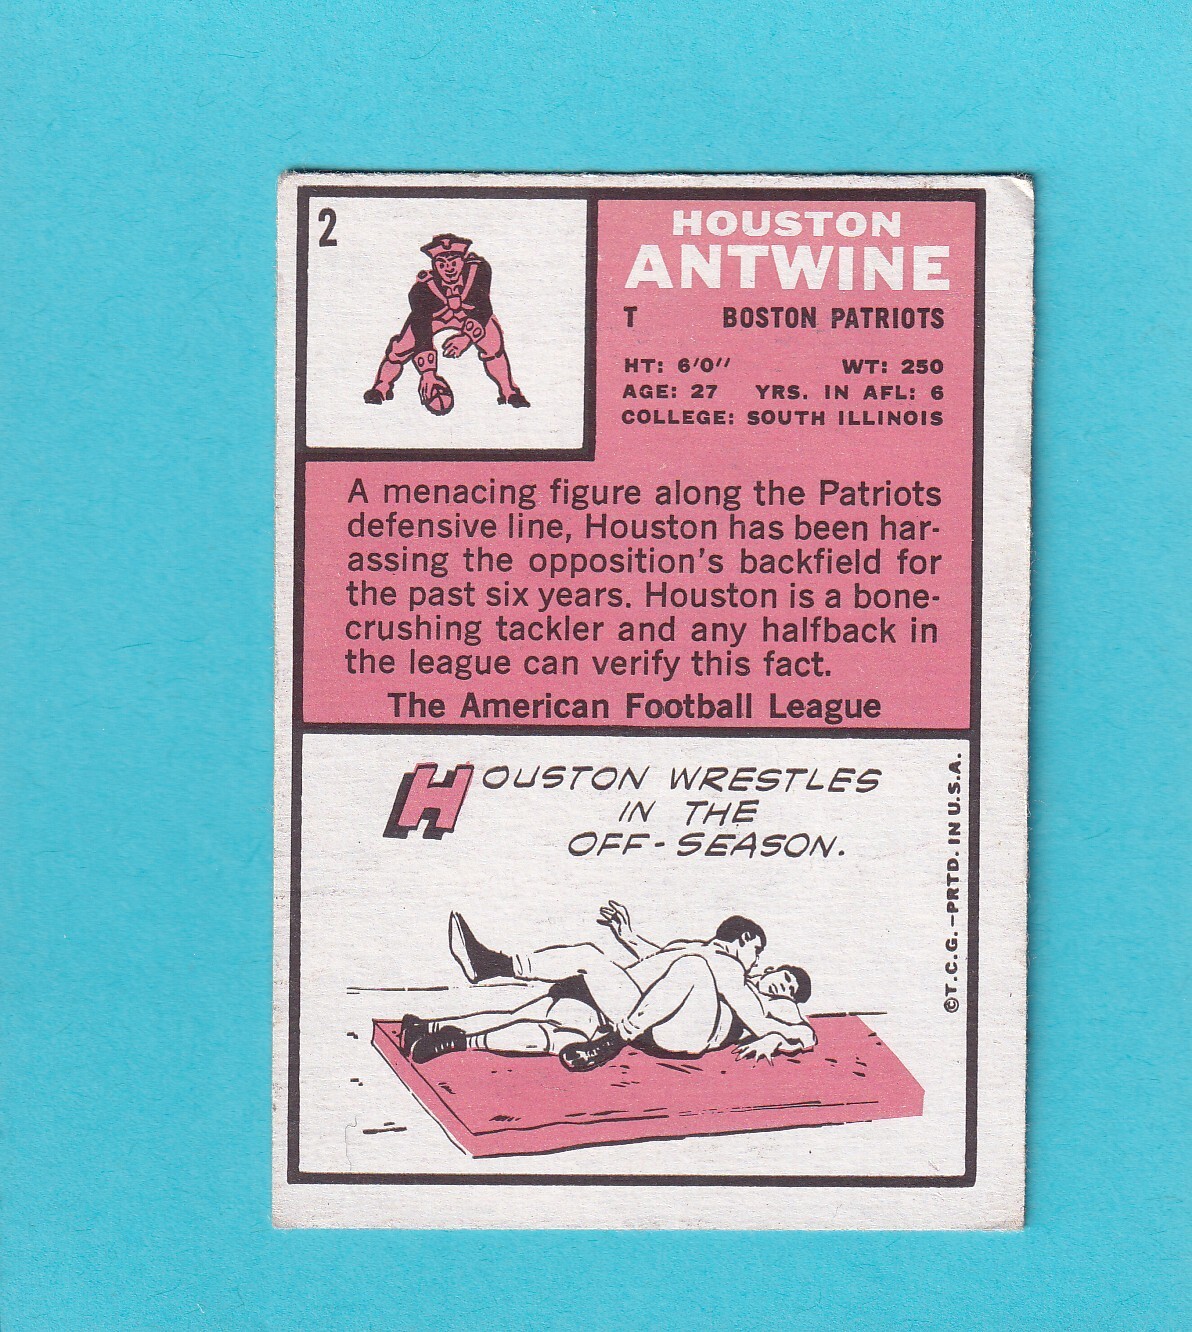 2
HOUSTON
ANTWINE
T BOSTON PATRIOTS
HT: 6'0'' WT: 250
AGE: 27 YRS. IN AFL: 6
COLLEGE: SOUTH ILLINOIS
A menacing figure along the Patriots
defensive line, Houston has been har-
assing the opposition's backfield for
the past six years. Houston is a bone-
crushing tackler and any halfback in
the league can verify this fact.
The American Football League
HOUSTON WRESTLES
IN THE
OFF-SEASON.
©T.C.G.-PRTD. IN U.S.A.